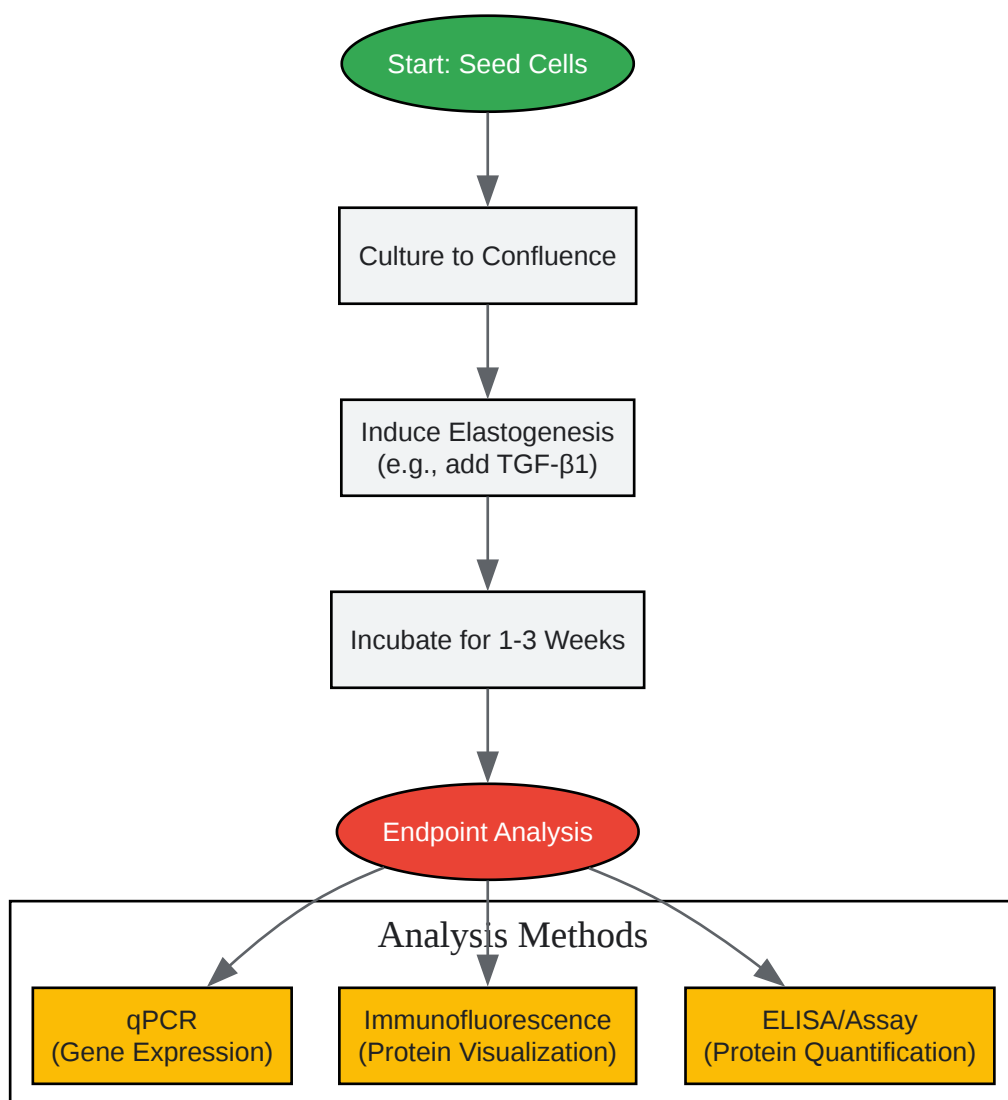 Start: Seed Cells
Culture to Confluence
Induce Elastogenesis
(e.g., add TGF-β1)
Incubate for 1-3 Weeks
Endpoint Analysis
Analysis Methods
qPCR
(Gene Expression)
Immunofluorescence
(Protein Visualization)
ELISA/Assay
(Protein Quantification)